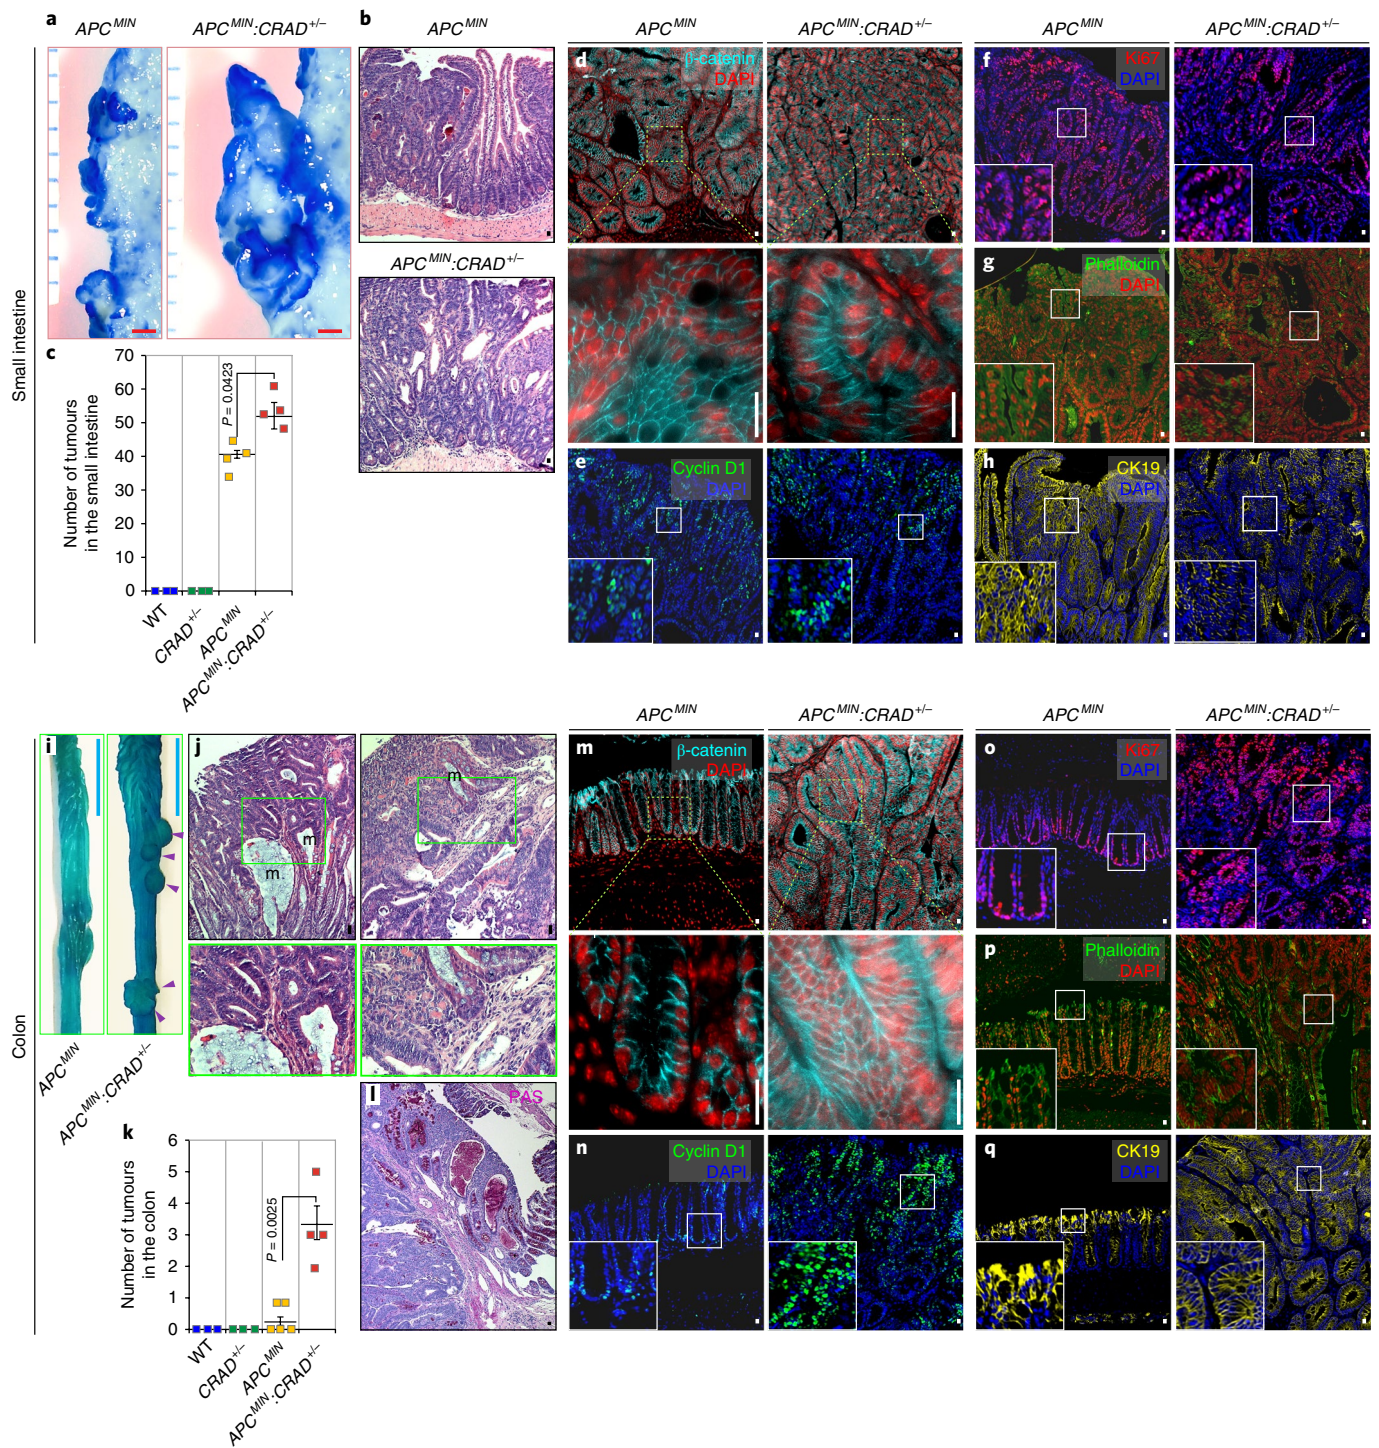 a
APC^MIN
APC^MIN:CRAD^+/–
Small intestine
b
APC^MIN
APC^MIN:CRAD^+/–
c
Number of tumours
in the small intestine
70
60
50
40
30
20
10
0
P = 0.0423
WT
CRAD^+/–
APC^MIN
APC^MIN:CRAD^+/–
APC^MIN
APC^MIN:CRAD^+/–
d
β-catenin
DAPI
e
Cyclin D1
DAPI
APC^MIN
APC^MIN:CRAD^+/–
f
Ki67
DAPI
g
Phalloidin
DAPI
h
CK19
DAPI
Colon
i
APC^MIN
APC^MIN:CRAD^+/–
j
m
m
m
k
Number of tumours
in the colon
6
5
4
3
2
1
0
P = 0.0025
WT
CRAD^+/–
APC^MIN
APC^MIN:CRAD^+/–
l
PAS
APC^MIN
APC^MIN:CRAD^+/–
m
β-catenin
DAPI
n
Cyclin D1
DAPI
APC^MIN
APC^MIN:CRAD^+/–
o
Ki67
DAPI
p
Phalloidin
DAPI
q
CK19
DAPI